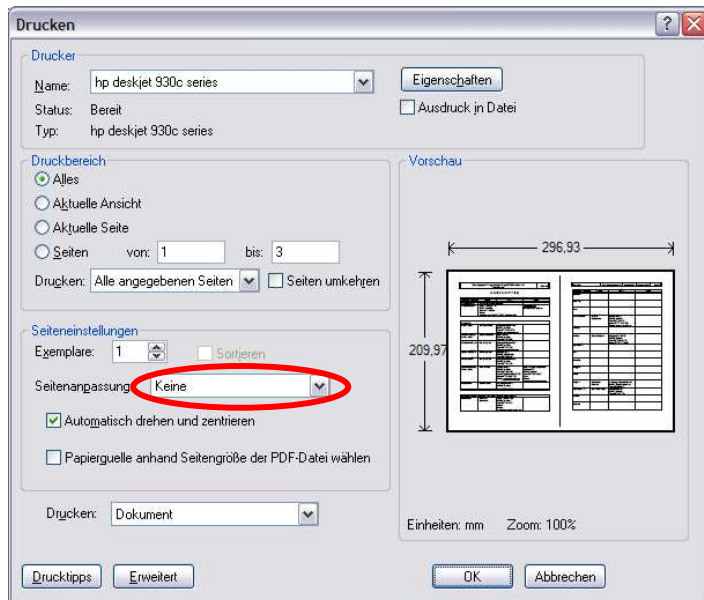 Drucken
Drucker
Name: hp deskjet 930c series
Eigenschaften
Status: Bereit
Ausdruck in Datei
Typ: hp deskjet 930c series
Druckbereich
Alles
Aktuelle Ansicht
Aktuelle Seite
Seiten von: 1 bis: 3
Drucken: Alle angegebenen Seiten Seiten umkehren
Vorschau
296,93
209,97
Einheiten: mm Zoom: 100%
Seiteneinstellungen
Exemplare: 1 Sortieren
Seitenanpassung: Keine
Automatisch drehen und zentrieren
Papierquelle anhand Seitengröße der PDF-Datei wählen
Drucken: Dokument
Drucktipps Erweitert OK Abbrechen